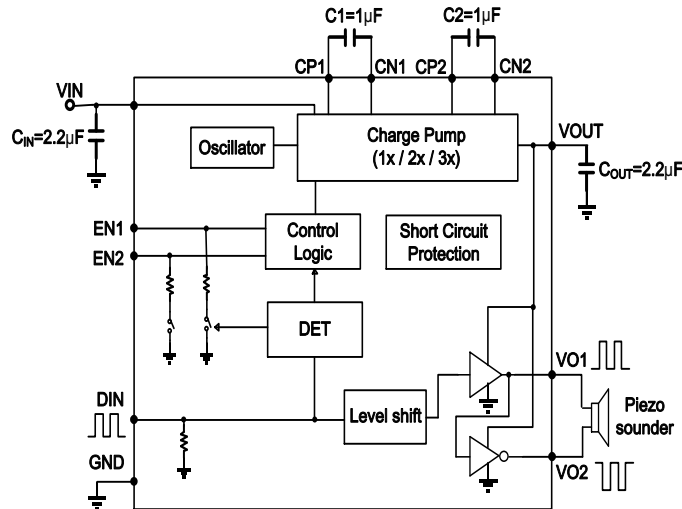 C1=1µF
C2=1µF
CP1
CN1
CP2
CN2
VIN
CIN=2.2µF
Oscillator
Charge Pump
(1x / 2x / 3x)
VOUT
COUT=2.2µF
EN1
EN2
Control
Logic
Short Circuit
Protection
DET
DIN
Level shift
VO1
Piezo
sounder
GND
VO2